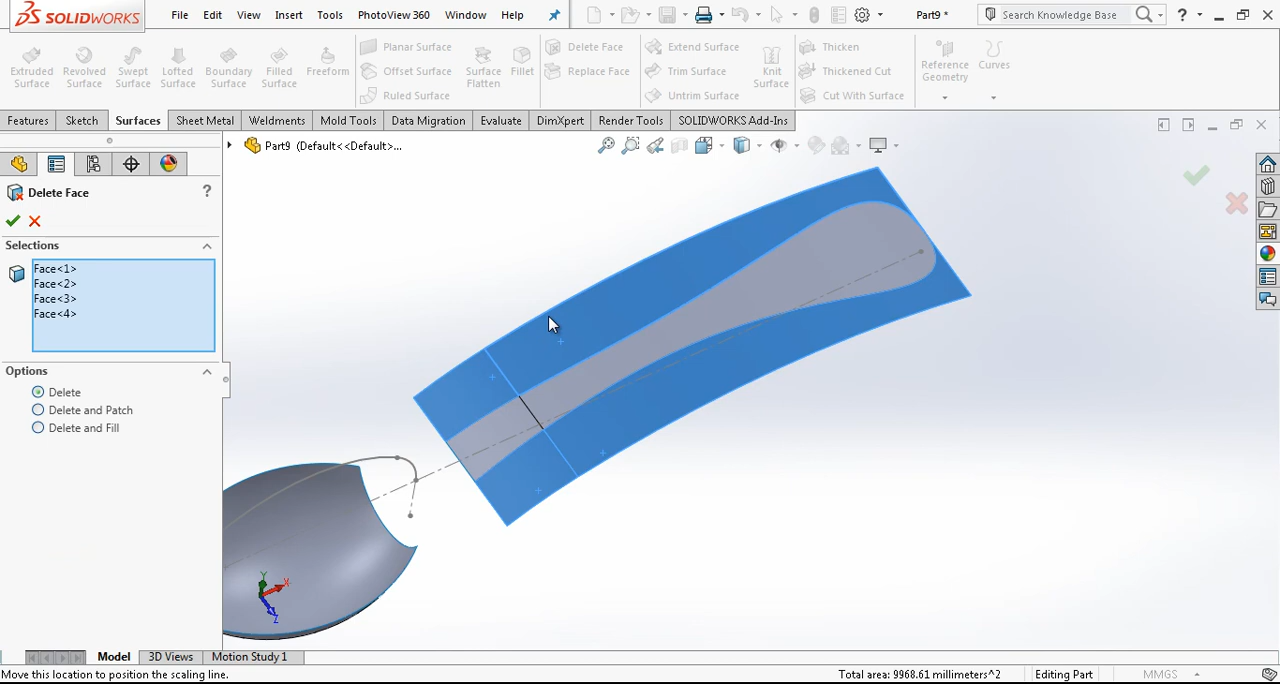 SOLIDWORKS
File Edit View Insert Tools PhotoView 360 Window Help
Part9 *
Search Knowledge Base
?
Extruded Surface
Revolved Surface
Swept Surface
Lofted Surface
Boundary Surface
Filled Surface
Freeform
Planar Surface
Offset Surface
Ruled Surface
Surface Flatten
Fillet
Delete Face
Replace Face
Extend Surface
Trim Surface
Untrim Surface
Knit Surface
Thicken
Thickened Cut
Cut With Surface
Reference Geometry
Curves
Features Sketch Surfaces Sheet Metal Weldments Mold Tools Data Migration Evaluate DimXpert Render Tools SOLIDWORKS Add-Ins
Part9 (Default<<Default>...
Delete Face
?
Selections
Face<1>
Face<2>
Face<3>
Face<4>
Options
Delete
Delete and Patch
Delete and Fill
Y
X
Z
Model 3D Views Motion Study 1
Move this location to position the scaling line.
Total area: 9968.61 millimeters^2
Editing Part
MMGS